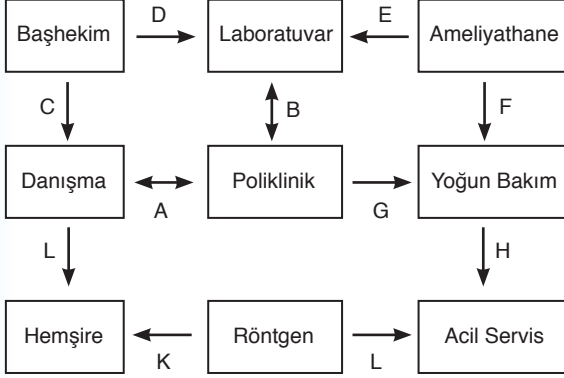 Başhekim D Laboratuvar E Ameliyathane
C B F
Danışma A Poliklinik G Yoğun Bakım
L H
Hemşire K Röntgen L Acil Servis